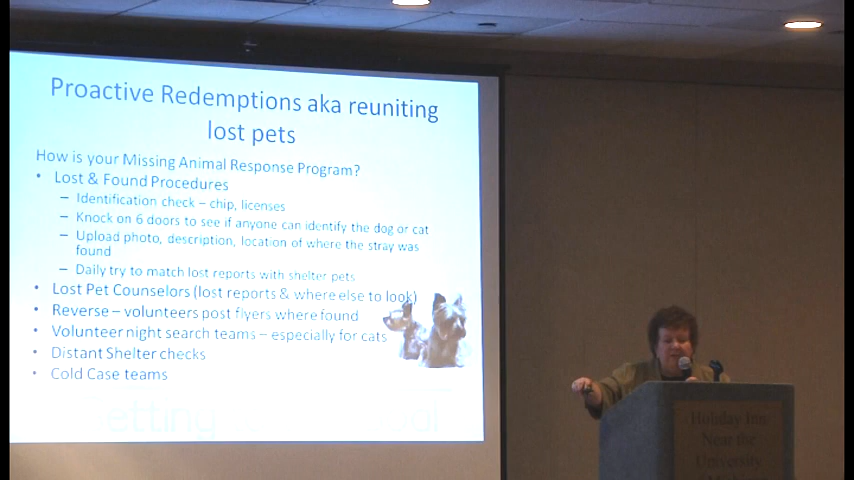 Proactive Redemptions aka reuniting
lost pets
How is your Missing Animal Response Program?
• Lost & Found Procedures
– Identification check – chip, licenses
– Knock on 6 doors to see if anyone can identify the dog or cat
– Upload photo, description, location of where the stray was
found
– Daily try to match lost reports with shelter pets
• Lost Pet Counselors (lost reports & where else to look)
• Reverse – volunteers post flyers where found
• Volunteer night search teams – especially for cats
• Distant Shelter checks
• Cold Case teams
Holiday Inn
Near the
University